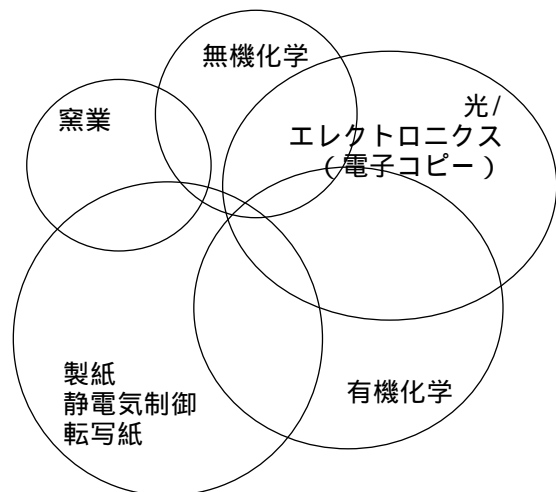 無機化学
窯業
光/
エレクトロニクス
(電子コピー)
製紙
静電気制御
転写紙
有機化学